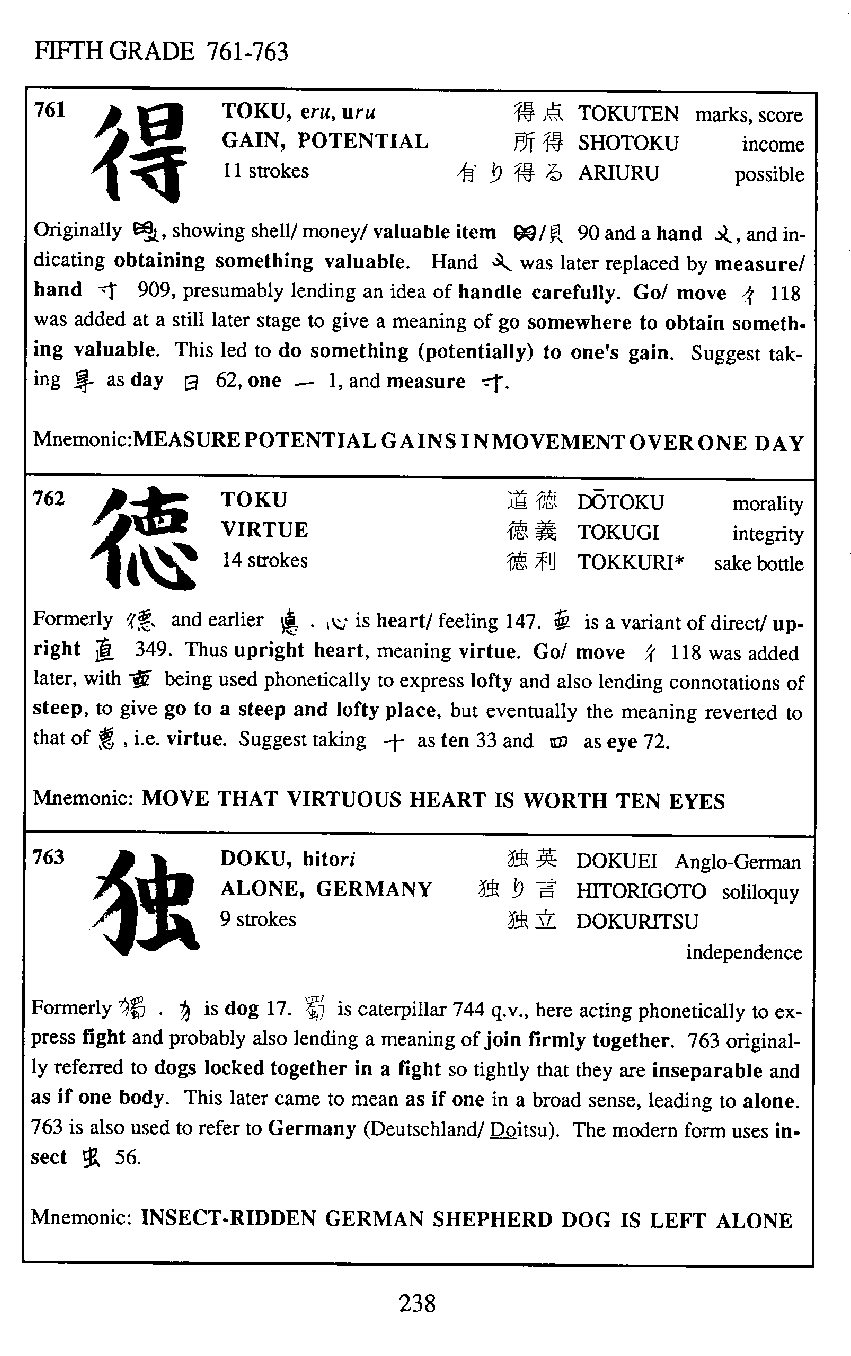 FIFTH GRADE 761-763
761 得 TOKU, eru, uru 得点 TOKUTEN marks, score
GAIN, POTENTIAL 所得 SHOTOKU income
11 strokes 有り得る ARIURU possible
Originally , showing shell/ money/ valuable item /貝 90 and a hand , and in-
dicating obtaining something valuable. Hand was later replaced by measure/
hand 寸 909, presumably lending an idea of handle carefully. Go/ move 彳 118
was added at a still later stage to give a meaning of go somewhere to obtain someth-
ing valuable. This led to do something (potentially) to one's gain. Suggest tak-
ing as day 日 62, one 一 1, and measure 寸.
Mnemonic:MEASURE POTENTIAL GAINS IN MOVEMENT OVER ONE DAY
762 徳 TOKU 道徳 DŌTOKU morality
VIRTUE 徳義 TOKUGI integrity
14 strokes 徳利 TOKKURI* sake bottle
Formerly 德 and earlier 悳 . 心 is heart/ feeling 147. is a variant of direct/ up-
right 直 349. Thus upright heart, meaning virtue. Go/ move 彳 118 was added
later, with being used phonetically to express lofty and also lending connotations of
steep, to give go to a steep and lofty place, but eventually the meaning reverted to
that of , i.e. virtue. Suggest taking 十 as ten 33 and 罒 as eye 72.
Mnemonic: MOVE THAT VIRTUOUS HEART IS WORTH TEN EYES
763 独 DOKU, hitori 独英 DOKUEI Anglo-German
ALONE, GERMANY 独り言 HITORIGOTO soliloquy
9 strokes 独立 DOKURITSU
independence
Formerly 獨 . 犭 is dog 17. 蜀 is caterpillar 744 q.v., here acting phonetically to ex-
press fight and probably also lending a meaning of join firmly together. 763 original-
ly referred to dogs locked together in a fight so tightly that they are inseparable and
as if one body. This later came to mean as if one in a broad sense, leading to alone.
763 is also used to refer to Germany (Deutschland/ Doitsu). The modern form uses in-
sect 虫 56.
Mnemonic: INSECT-RIDDEN GERMAN SHEPHERD DOG IS LEFT ALONE
238